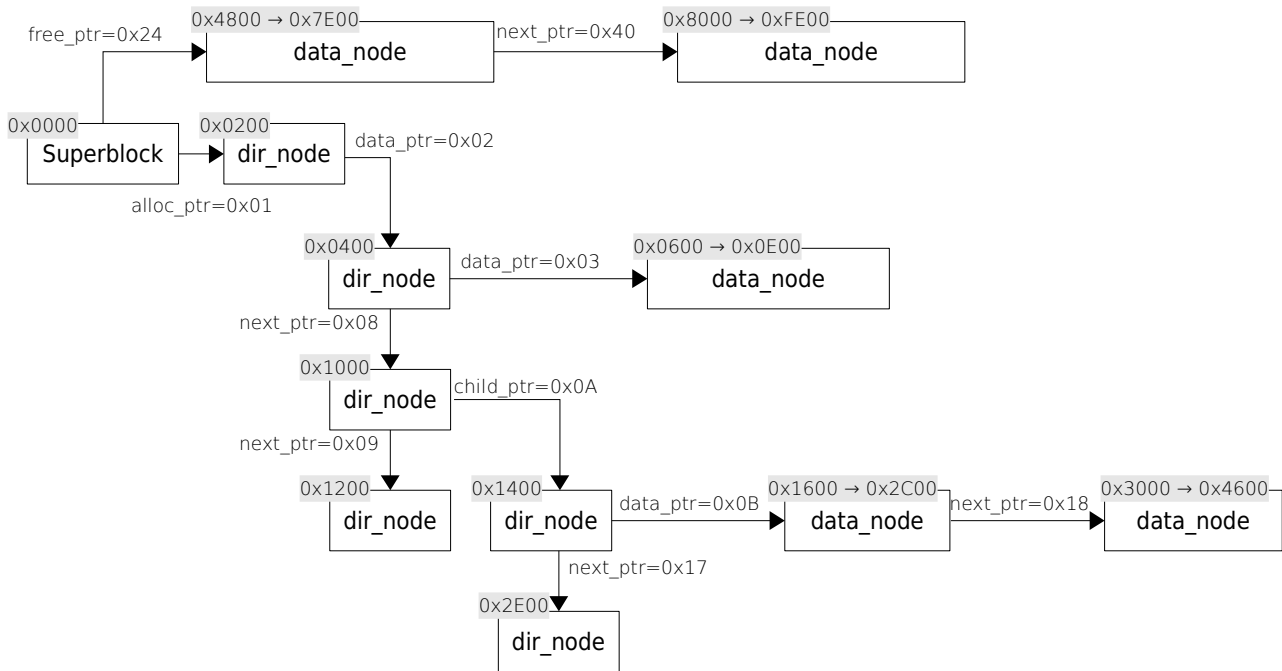 0x4800 → 0x7E00
0x8000 → 0xFE00
free_ptr=0x24
next_ptr=0x40
data_node
data_node
0x0000
0x0200
data_ptr=0x02
Superblock
dir_node
alloc_ptr=0x01
0x0400
0x0600 → 0x0E00
data_ptr=0x03
dir_node
data_node
next_ptr=0x08
0x1000
child_ptr=0x0A
dir_node
next_ptr=0x09
0x1200
0x1400
0x1600 → 0x2C00
0x3000 → 0x4600
data_ptr=0x0B
next_ptr=0x18
dir_node
dir_node
data_node
data_node
next_ptr=0x17
0x2E00
dir_node